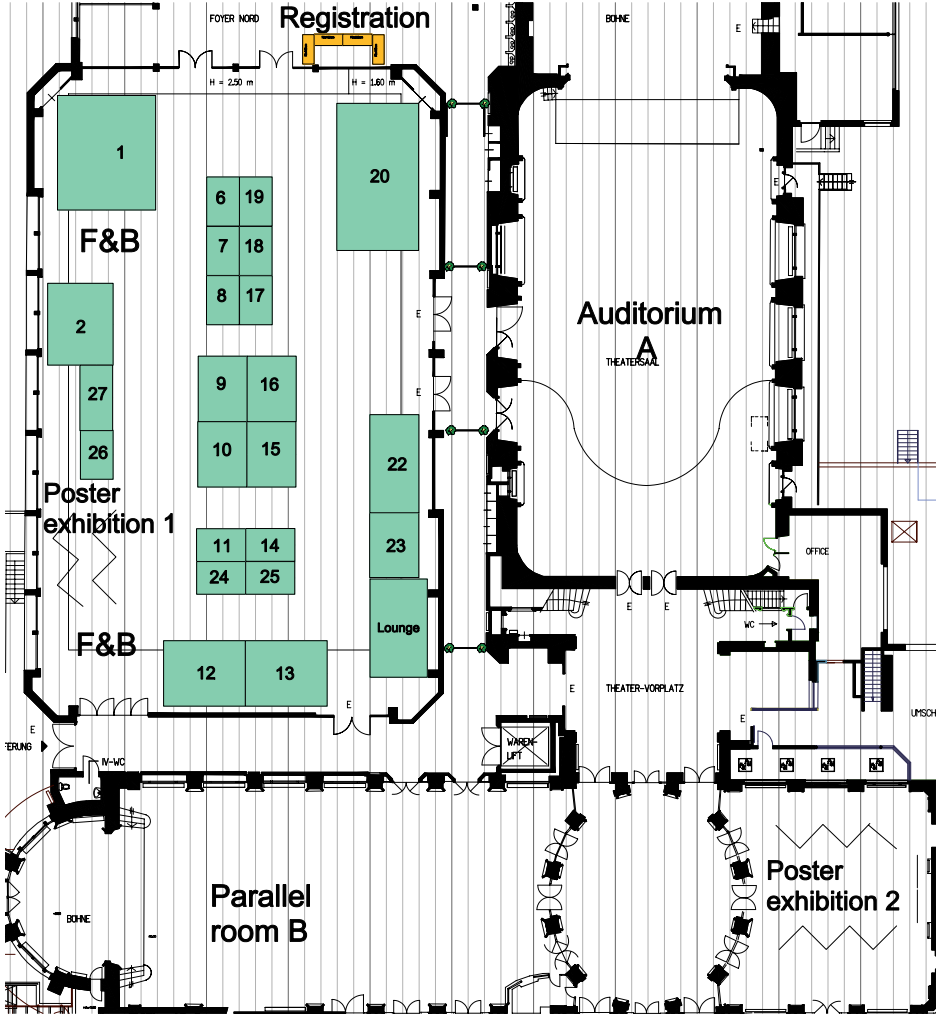 Registration
FOYER NORD
BÜHNE
H = 2.50 m
H = 1.60 m
E
1
20
E
6
19
F&B
7
18
8
17
2
E
Auditorium
A
THEATERSAAL
9
16
27
E
10
15
26
22
Poster
exhibition 1
11
14
23
OFFICE
24
25
E
E
F&B
Lounge
WC
12
13
E
THEATER-VORPLATZ
E
E
E
UMSCH
FERUNG
WAREN-
LIFT
IV-WC
Parallel
room B
Poster
exhibition 2
BÜHNE